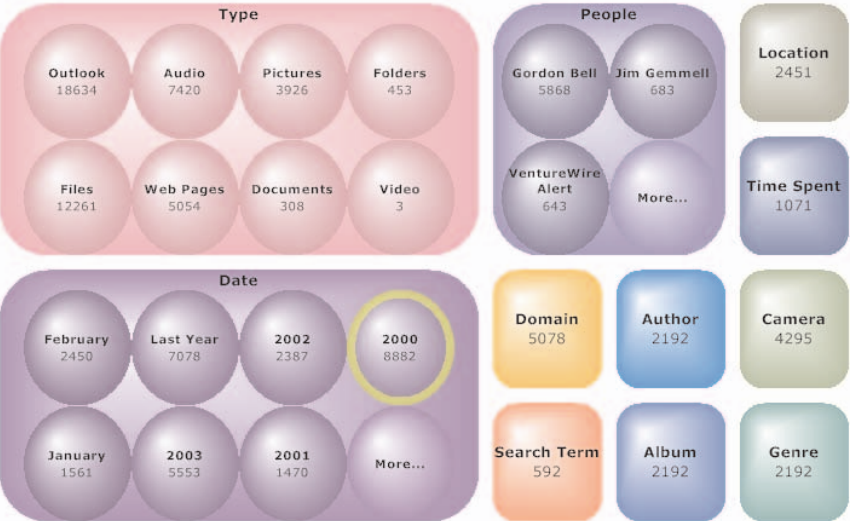 Type
Outlook
18634
Audio
7420
Pictures
3926
Folders
453
Files
12261
Web Pages
5054
Documents
308
Video
3
People
Gordon Bell
5868
Jim Gemmell
683
VentureWire
Alert
643
More...
Location
2451
Time Spent
1071
Date
February
2450
Last Year
7078
2002
2387
2000
8882
January
1561
2003
5553
2001
1470
More...
Domain
5078
Author
2192
Camera
4295
Search Term
592
Album
2192
Genre
2192